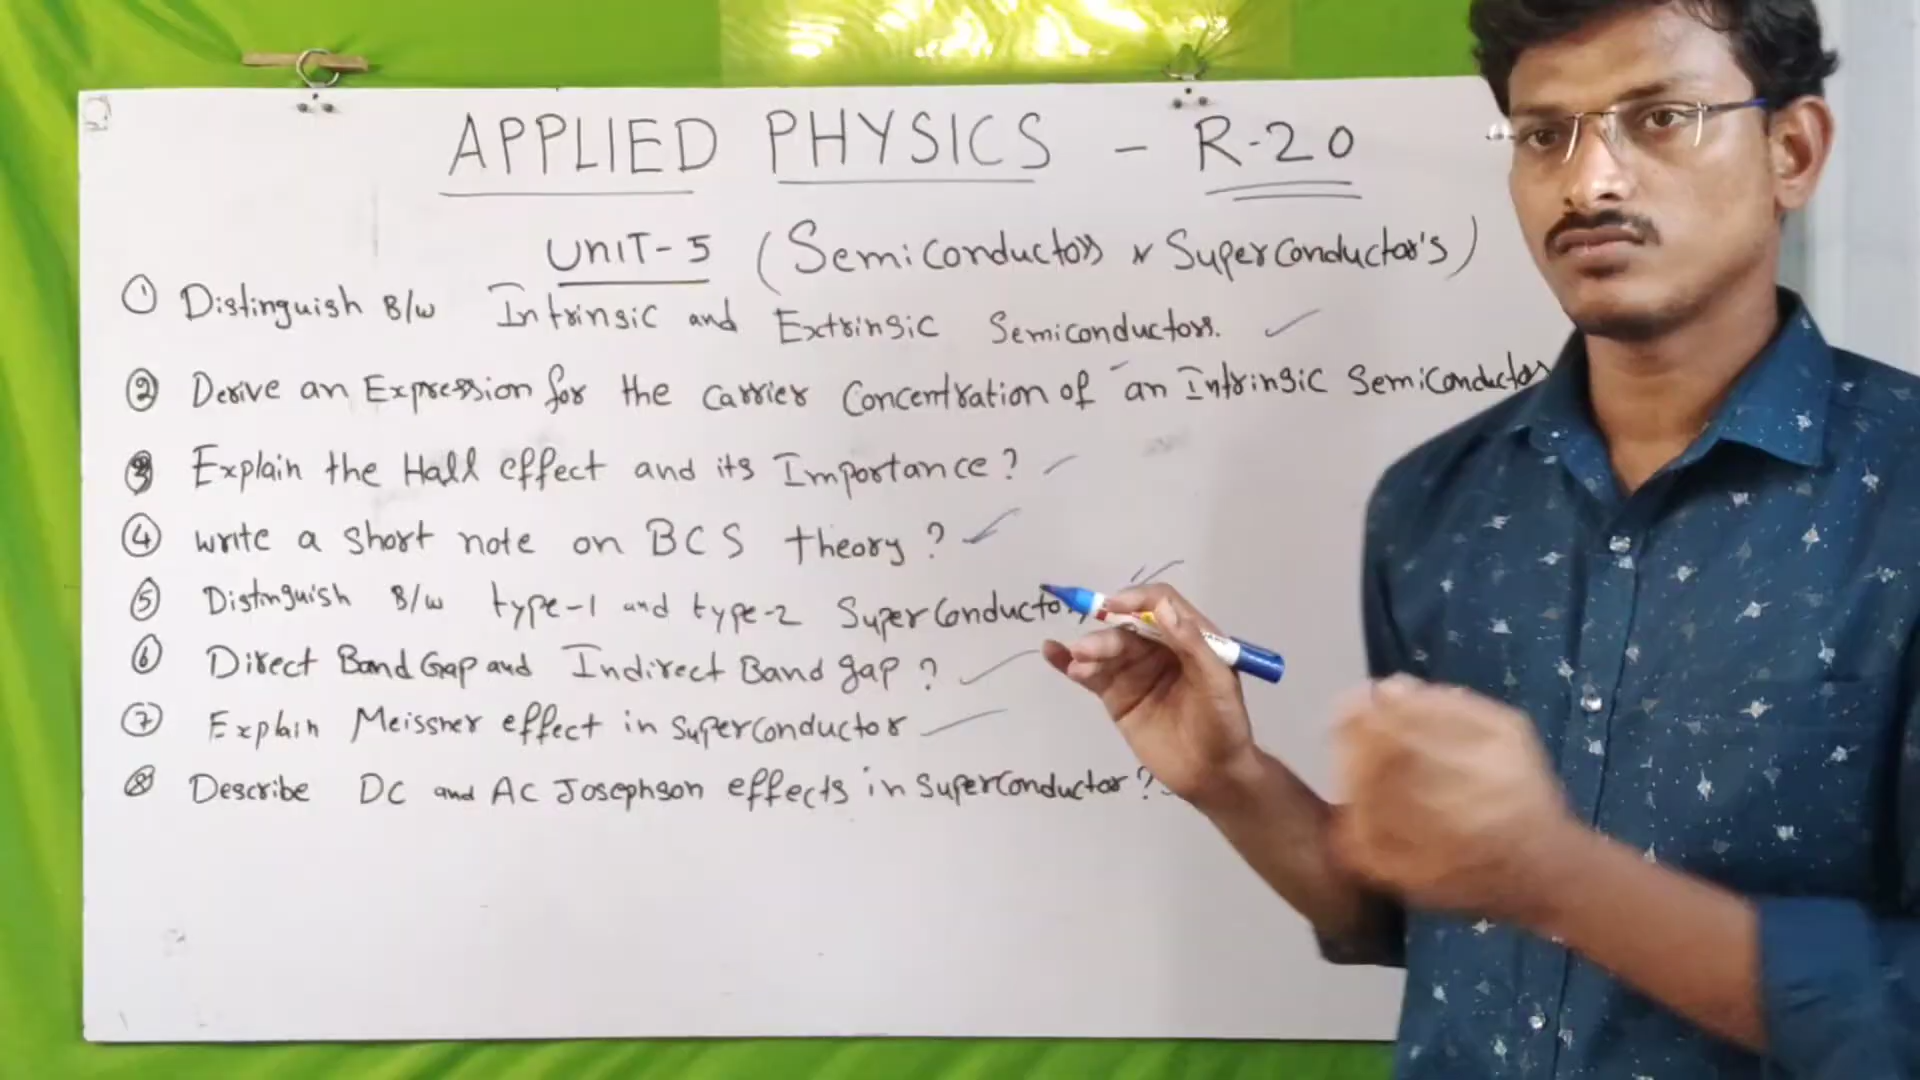 APPLIED PHYSICS - R-20
UNIT-5 (Semiconductors & Superconductor's)
① Distinguish B/w Intrinsic and Extrinsic Semiconductors.
② Derive an Expression for the carrier Concentration of an Intrinsic Semiconductor
③ Explain the Hall effect and its Importance?
④ write a short note on BCS theory?
⑤ Distinguish B/w type-1 and type-2 Superconductors
⑥ Direct Band Gap and Indirect Band gap?
⑦ Explain Meissner effect in superconductor
⑧ Describe DC and AC Josephson effects in superconductor?